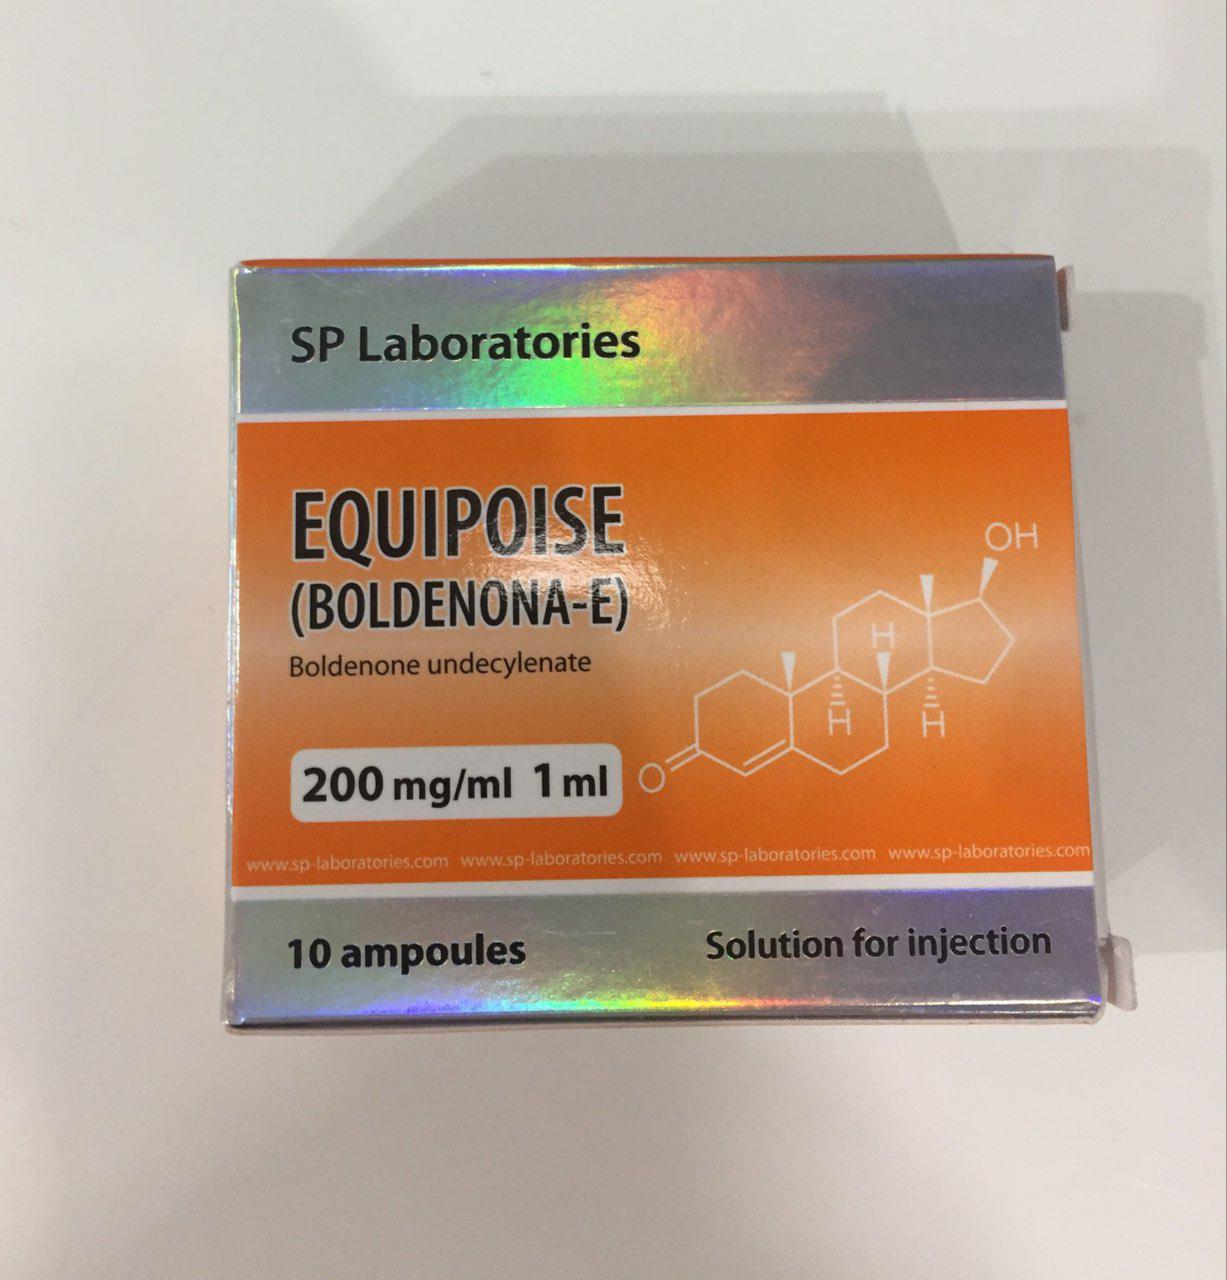 SP Laboratories
EQUIPOISE
(BOLDENONA-E)
Boldenone undecylenate
200 mg/ml 1 ml
OH
H
H
H
O
www.sp-laboratories.com www.sp-laboratories.com www.sp-laboratories.com www.sp-laboratories.com
10 ampoules
Solution for injection